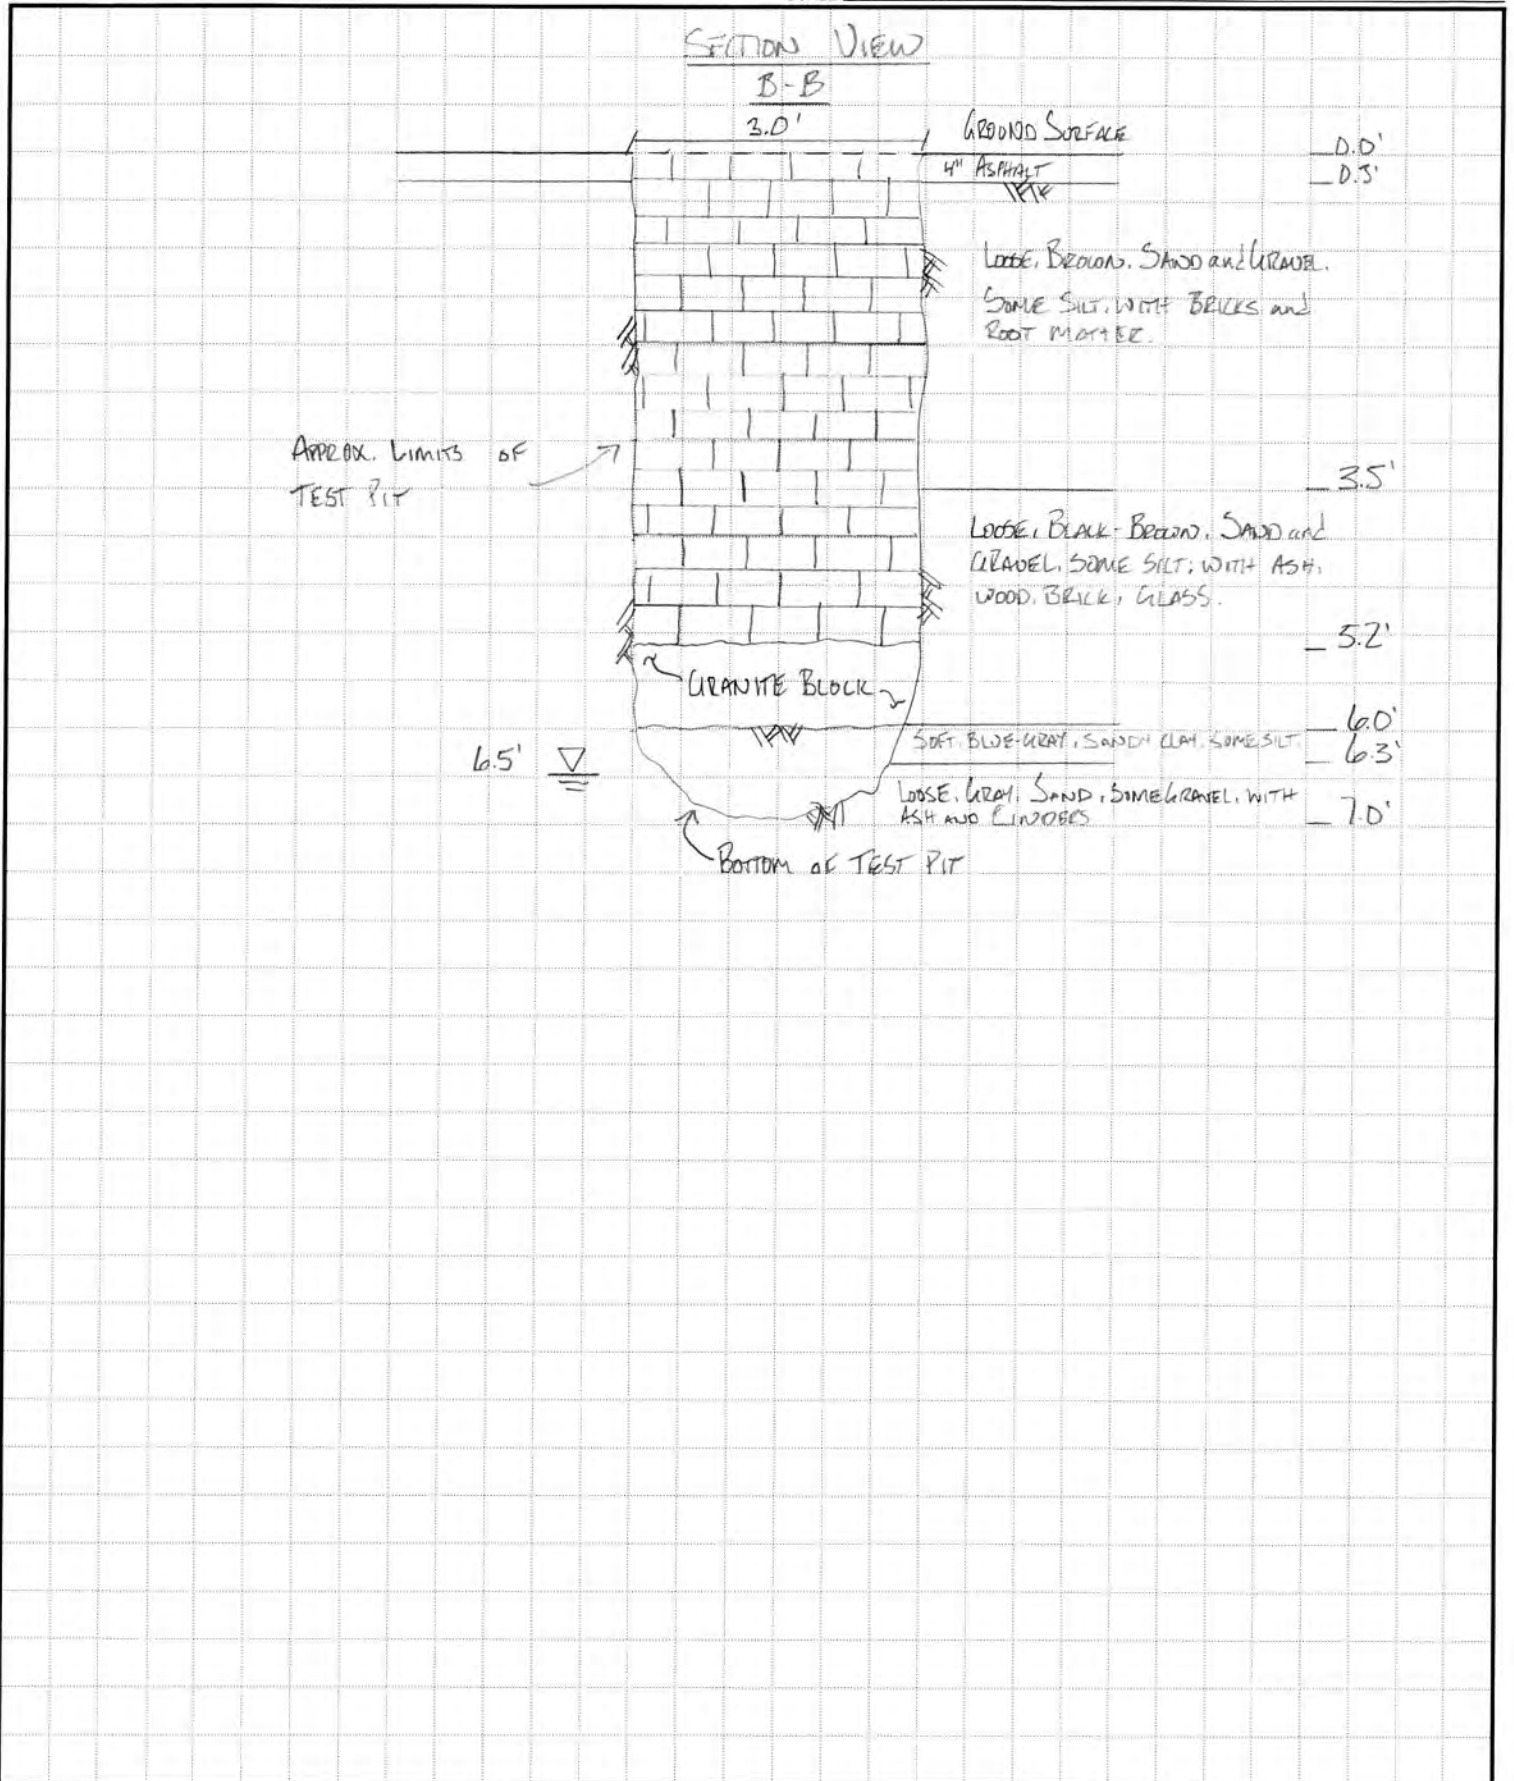 SECTION VIEW
B-B
3.0'
GROUND SURFACE
0.0'
4" ASPHALT
0.3'
LOOSE, BROWN, SAND and GRAVEL.
SOME SILT, WITH BRICKS and
ROOT MATTER.
APPROX. LIMITS OF
TEST PIT
3.5'
LOOSE, BLACK-BROWN, SAND and
GRAVEL, SOME SILT; WITH ASH,
WOOD, BRICK, GLASS.
5.2'
GRANITE BLOCK
6.0'
SOFT, BLUE-GRAY, SANDY CLAY, SOME SILT
6.3'
6.5'
LOOSE, GRAY, SAND, SOME GRAVEL, WITH
ASH AND CINDERS
7.0'
BOTTOM OF TEST PIT